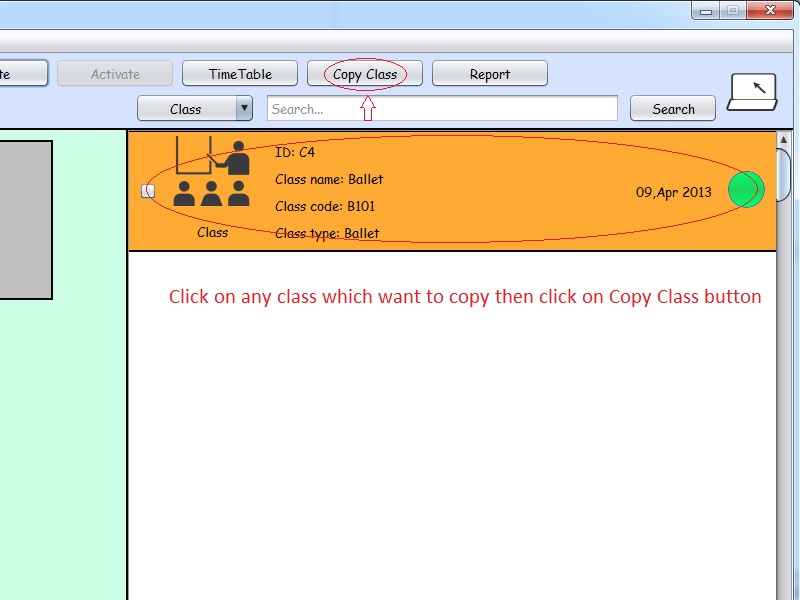 te
Activate
TimeTable
Copy Class
Report
Class
Search...
Search
ID: C4
Class name: Ballet
Class code: B101
Class type: Ballet
Class
09,Apr 2013
Click on any class which want to copy then click on Copy Class button